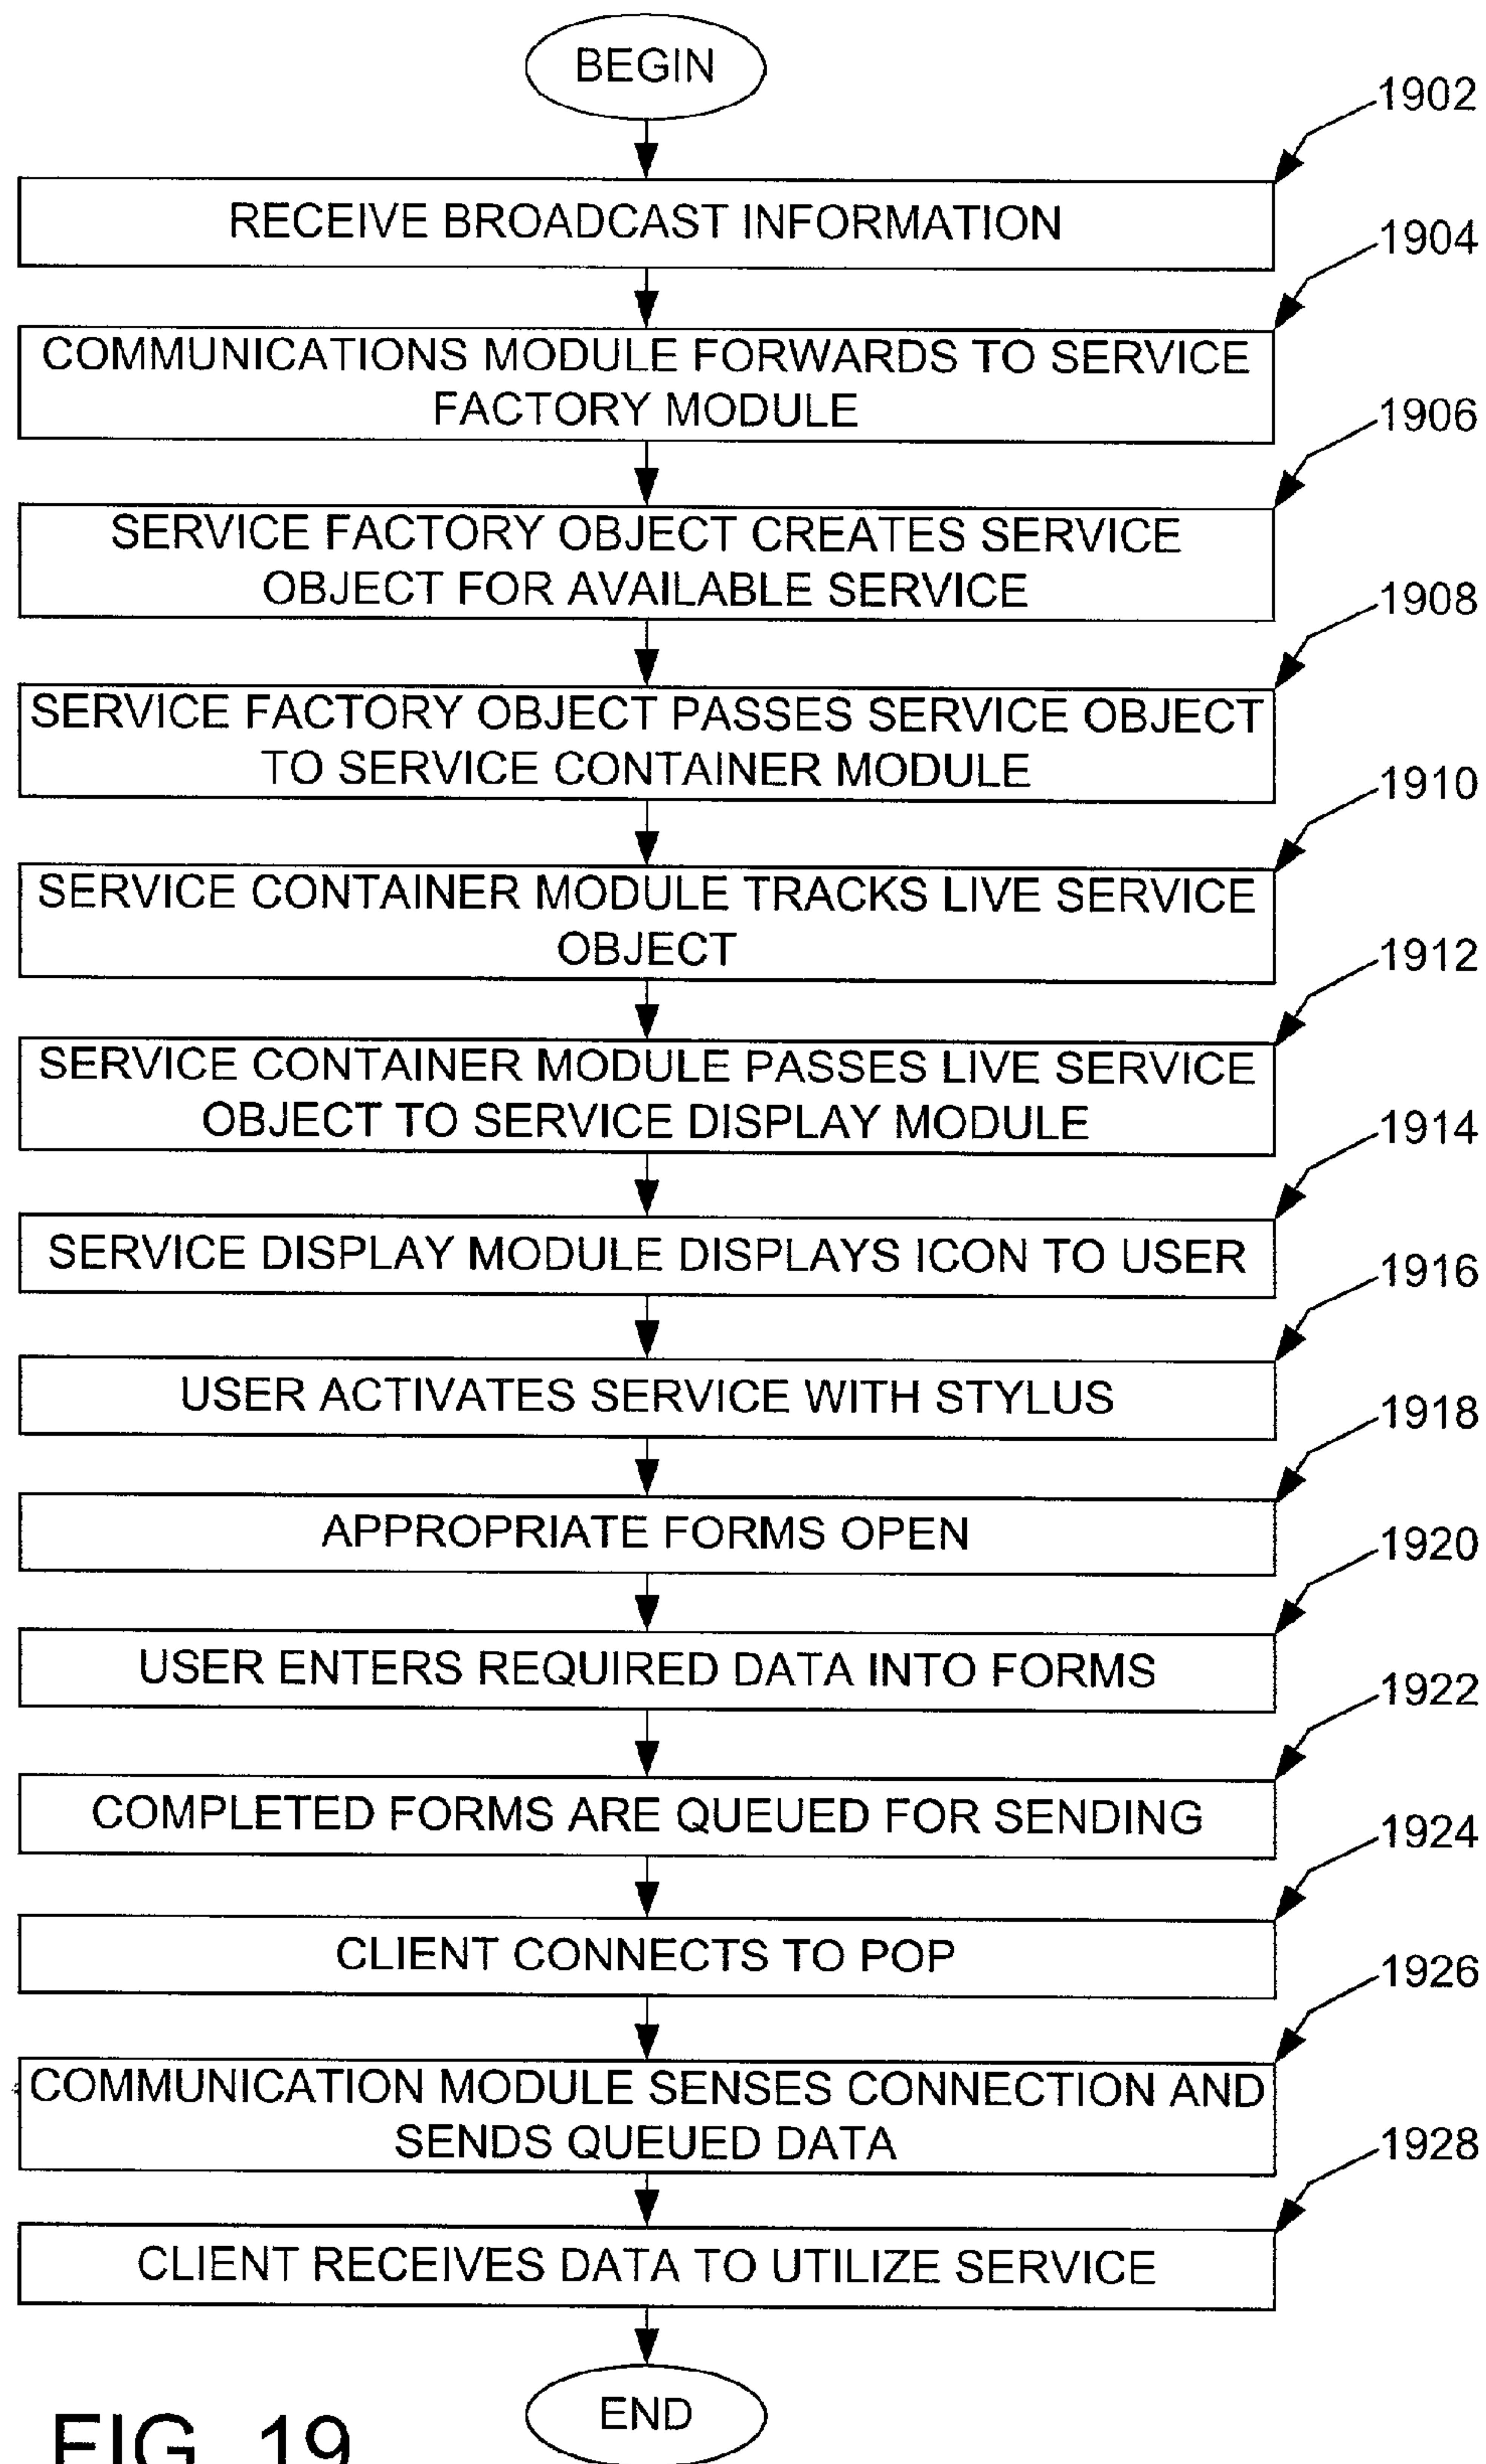 BEGIN
1902
RECEIVE BROADCAST INFORMATION
1904
COMMUNICATIONS MODULE FORWARDS TO SERVICE
FACTORY MODULE
1906
SERVICE FACTORY OBJECT CREATES SERVICE
OBJECT FOR AVAILABLE SERVICE
1908
SERVICE FACTORY OBJECT PASSES SERVICE OBJECT
TO SERVICE CONTAINER MODULE
1910
SERVICE CONTAINER MODULE TRACKS LIVE SERVICE
OBJECT
1912
SERVICE CONTAINER MODULE PASSES LIVE SERVICE
OBJECT TO SERVICE DISPLAY MODULE
1914
SERVICE DISPLAY MODULE DISPLAYS ICON TO USER
1916
USER ACTIVATES SERVICE WITH STYLUS
1918
APPROPRIATE FORMS OPEN
1920
USER ENTERS REQUIRED DATA INTO FORMS
1922
COMPLETED FORMS ARE QUEUED FOR SENDING
1924
CLIENT CONNECTS TO POP
1926
COMMUNICATION MODULE SENSES CONNECTION AND
SENDS QUEUED DATA
1928
CLIENT RECEIVES DATA TO UTILIZE SERVICE
END
FIG. 19